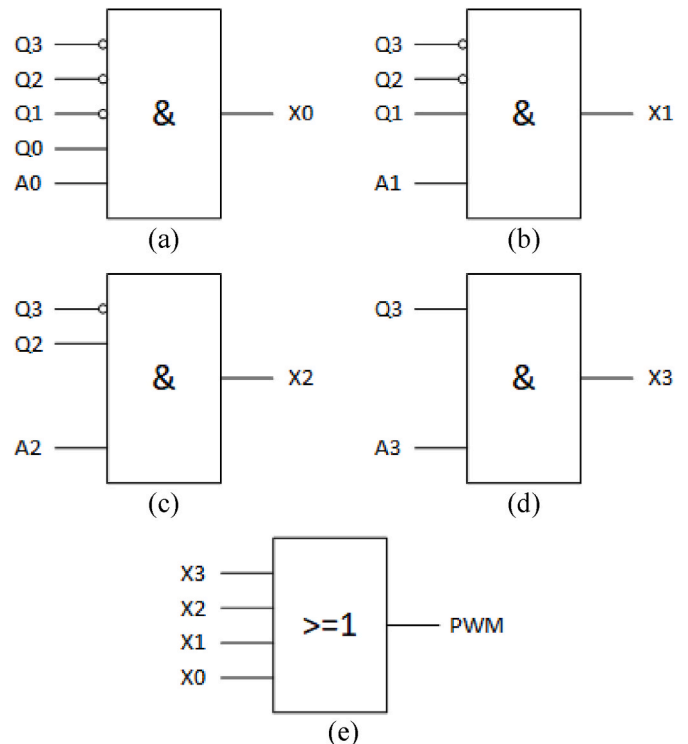 Q3
Q2
Q1
Q0
A0
&
X0
(a)
Q3
Q2
Q1
A1
&
X1
(b)
Q3
Q2
A2
&
X2
(c)
Q3
A3
&
X3
(d)
X3
X2
X1
X0
>=1
PWM
(e)